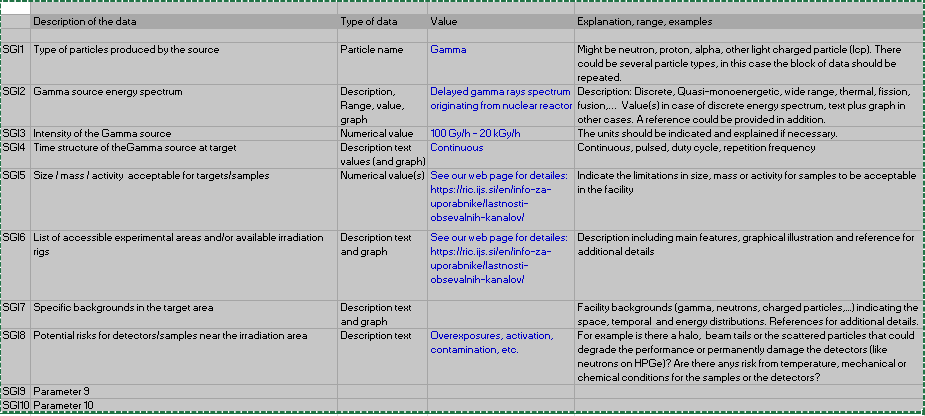 Description of the data Type of data Value Explanation, range, examples
SGI1 Type of particles produced by the source Particle name Gamma Might be neutron, proton, alpha, other light charged particle (lcp). There
could be several particle types, in this case the block of data should be
repeated.
SGI2 Gamma source energy spectrum Description, Delayed gamma rays spectrum Description: Discrete, Quasi-monoenergetic, wide range, thermal, fission,
Range, value, originating from nuclear reactor fusion,... Value(s) in case of discrete energy spectrum, text plus graph in
graph other cases. A reference could be provided in addition.
SGI3 Intensity of the Gamma source Numerical value 100 Gy/h - 20 kGy/h The units should be indicated and explained if necessary.
SGI4 Time structure of theGamma source at target Description text Continuous Continuous, pulsed, duty cycle, repetition frequency
values (and graph)
SGI5 Size / mass / activity acceptable for targets/samples Numerical value(s) See our web page for detailes: Indicate the limitations in size, mass or activity for samples to be acceptable
https://ric.ijs.si/en/info-za- in the facility
uporabnike/lastnosti-
obsevalnih-kanalov/
SGI6 List of accessible experimental areas and/or available irradiation Description text See our web page for detailes: Description including main features, graphical illustration and reference for
rigs and graph https://ric.ijs.si/en/info-za- additional details
uporabnike/lastnosti-
obsevalnih-kanalov/
SGI7 Specific backgrounds in the target area Description text Facility backgrounds (gamma, neutrons, charged particles,...) indicating the
and graph space, temporal and energy distributions. References for additional details.
SGI8 Potential risks for detectors/samples near the irradiation area Description text Overexposures, activation, For example is there a halo, beam tails or the scattered particles that could
contamination, etc. degrade the performance or permanently damage the detectors (like
neutrons on HPGe)? Are there anys risk from temperature, mechanical or
chemical conditions for the samples or the detectors?
SGI9 Parameter 9
SGI10 Parameter 10